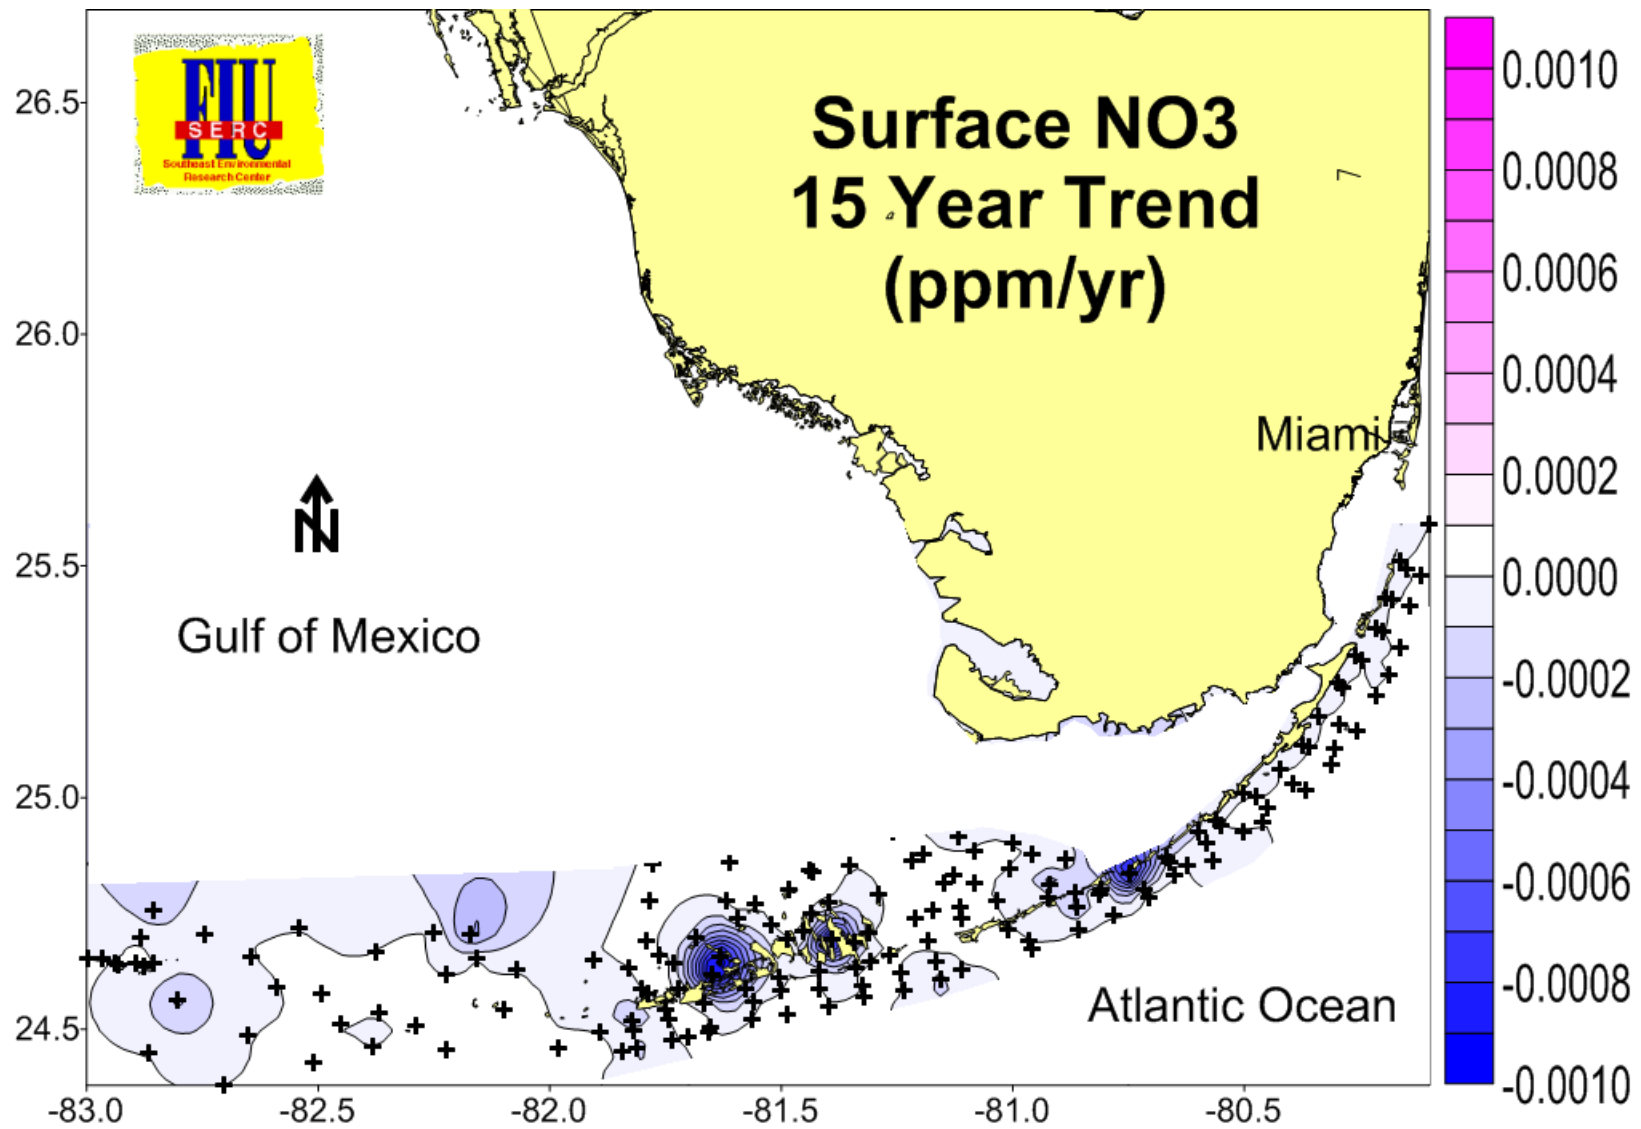 FIU
SERC
Southeast Environmental
Research Center
Surface NO3
15 Year Trend
(ppm/yr)
Miami
N
Gulf of Mexico
Atlantic Ocean
26.5
26.0
25.5
25.0
24.5
-83.0
-82.5
-82.0
-81.5
-81.0
-80.5
0.0010
0.0008
0.0006
0.0004
0.0002
0.0000
-0.0002
-0.0004
-0.0006
-0.0008
-0.0010